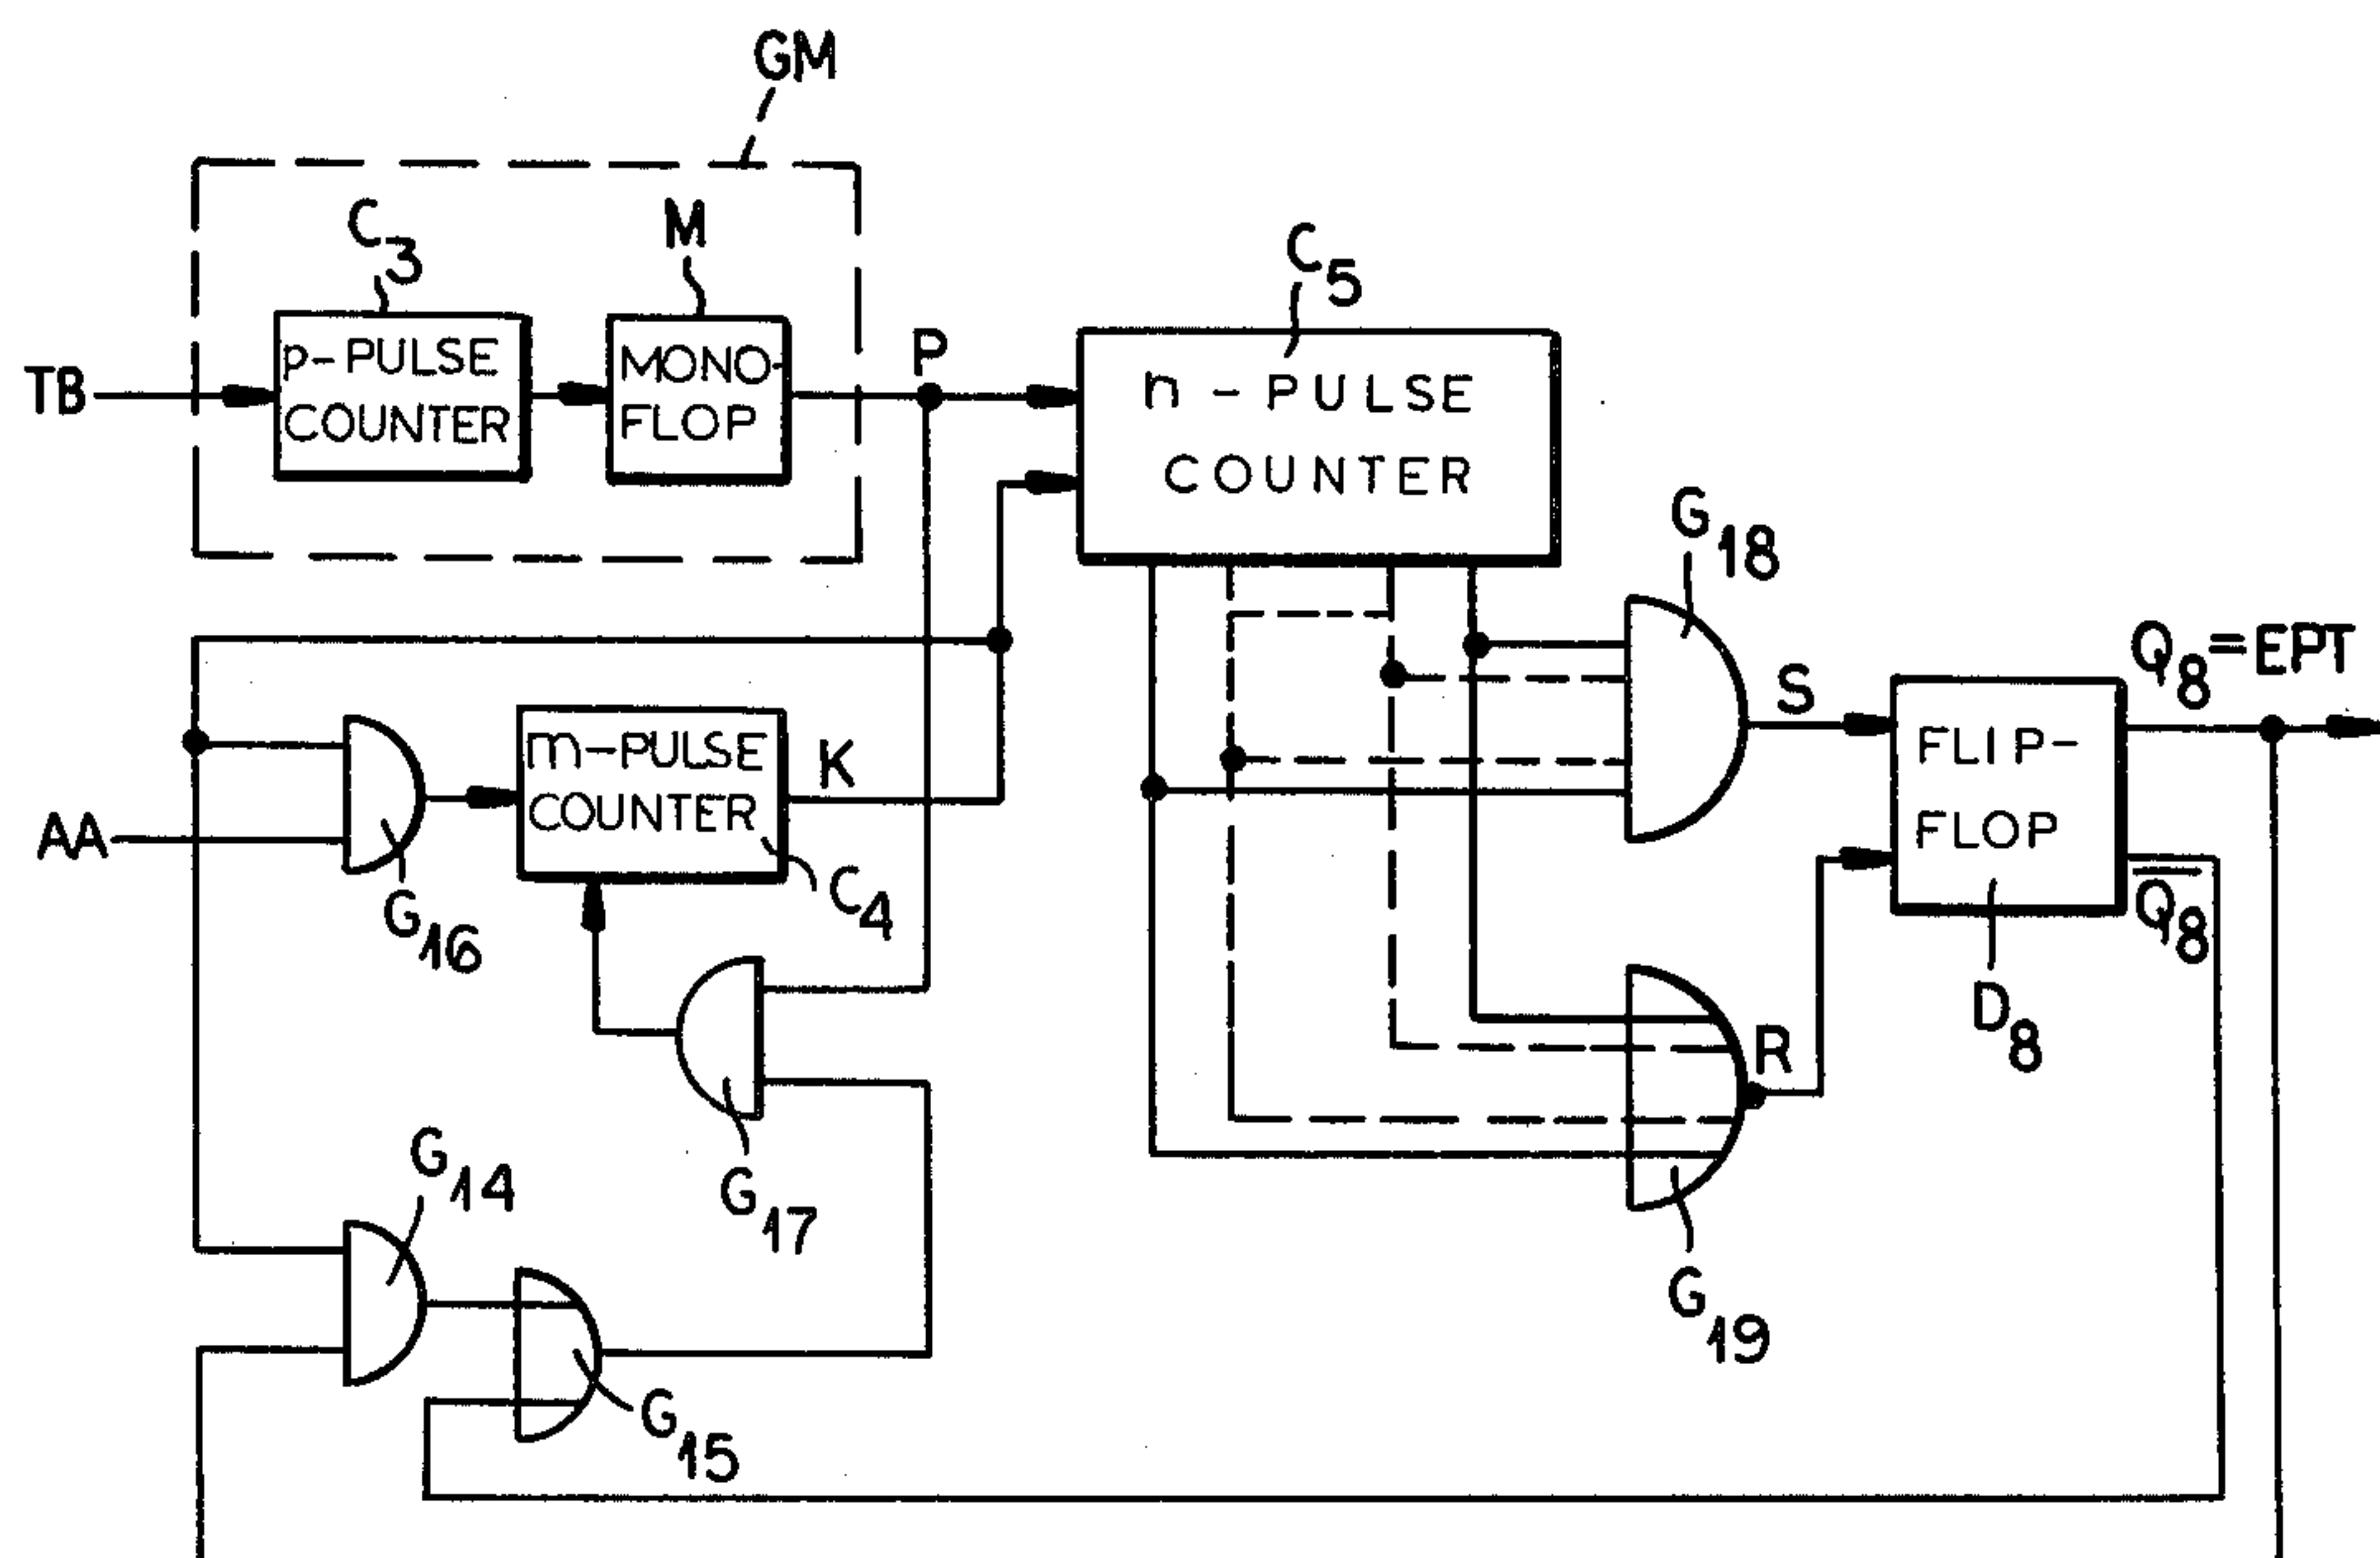 GM
C3
M
TB
p-PULSE
COUNTER
MONO-
FLOP
P
C5
n-PULSE
COUNTER
G18
Q8=EPT
S
FLIP-
FLOP
Q̅8
D8
AA
G16
m-PULSE
COUNTER
K
C4
G17
R
G19
G14
G15